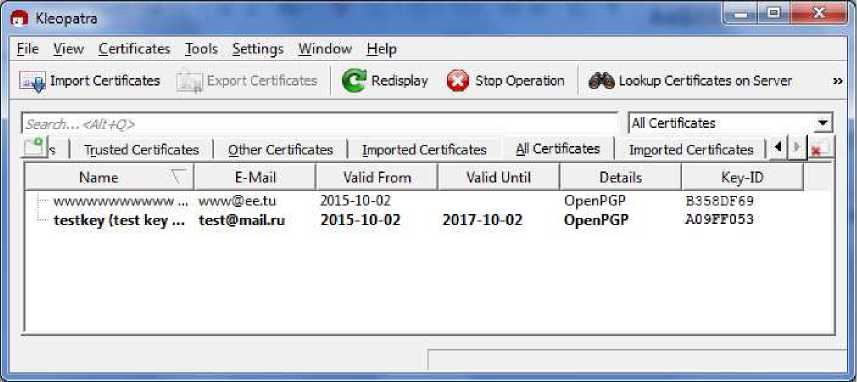 Kleopatra
File View Certificates Tools Settings Window Help
Import Certificates Export Certificates Redisplay Stop Operation Lookup Certificates on Server »
Search... <Alt+Q> All Certificates
s Trusted Certificates Other Certificates Imported Certificates All Certificates Imported Certificates
Name E-Mail Valid From Valid Until Details Key-ID
wwwwwwwwwww ... www@ee.tu 2015-10-02 OpenPGP B358DF69
testkey (test key ... test@mail.ru 2015-10-02 2017-10-02 OpenPGP A09FF053